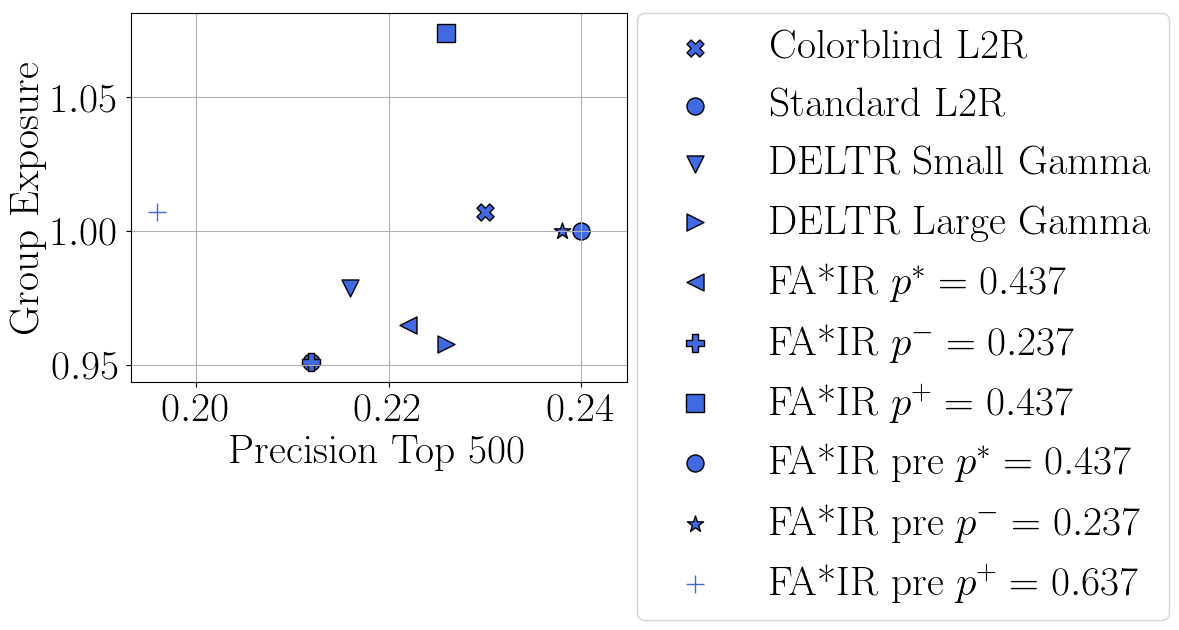 1.05
1.00
0.95
Group Exposure
0.20 0.22 0.24
Precision Top 500
Colorblind L2R
Standard L2R
DELTR Small Gamma
DELTR Large Gamma
FA*IR p* = 0.437
FA*IR p⁻ = 0.237
FA*IR p⁺ = 0.437
FA*IR pre p* = 0.437
FA*IR pre p⁻ = 0.237
FA*IR pre p⁺ = 0.637